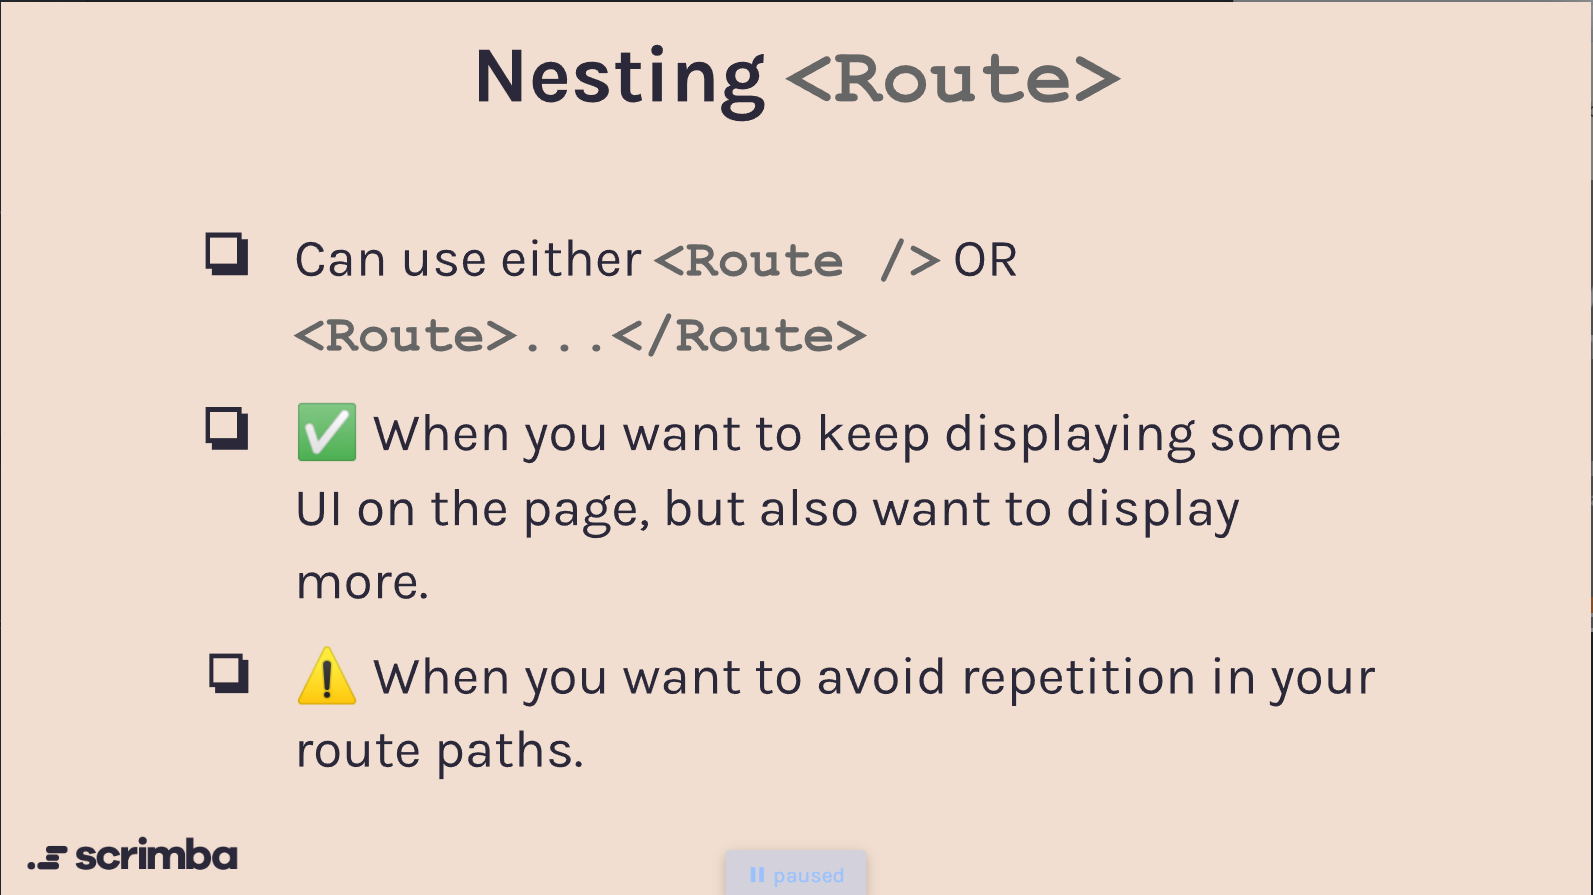 Nesting <Route>
Can use either <Route /> OR
<Route>...</Route>
✅ When you want to keep displaying some
UI on the page, but also want to display
more.
⚠️ When you want to avoid repetition in your
route paths.
scrimba
paused